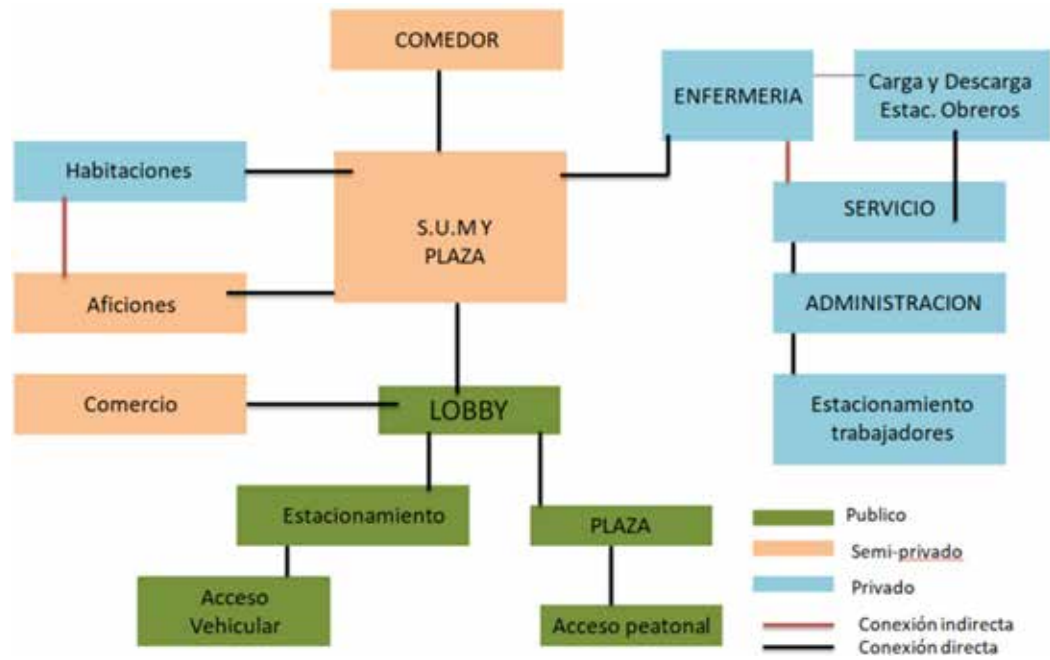 COMEDOR
ENFERMERIA
Carga y Descarga
Estac. Obreros
Habitaciones
S.U.M Y
PLAZA
SERVICIO
Aficiones
ADMINISTRACION
Comercio
LOBBY
Estacionamiento
trabajadores
Estacionamiento
PLAZA
Acceso
Vehicular
Acceso peatonal
Publico
Semi-privado
Privado
Conexión indirecta
Conexión directa